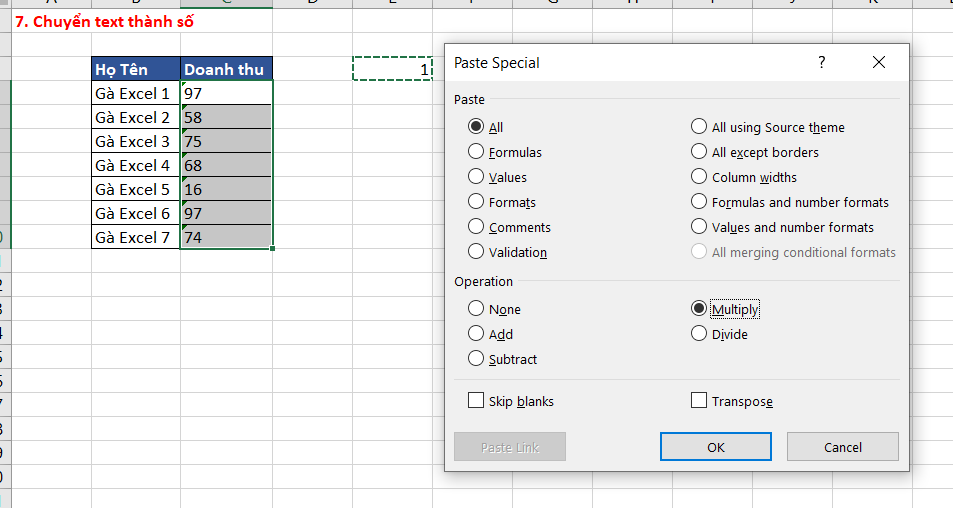 7. Chuyển text thành số
Họ Tên Doanh thu 1
Gà Excel 1 97
Gà Excel 2 58
Gà Excel 3 75
Gà Excel 4 68
Gà Excel 5 16
Gà Excel 6 97
Gà Excel 7 74
Paste Special ?
Paste
All
Formulas
Values
Formats
Comments
Validation
All using Source theme
All except borders
Column widths
Formulas and number formats
Values and number formats
All merging conditional formats
Operation
None
Add
Subtract
Multiply
Divide
Skip blanks
Transpose
Paste Link
OK
Cancel